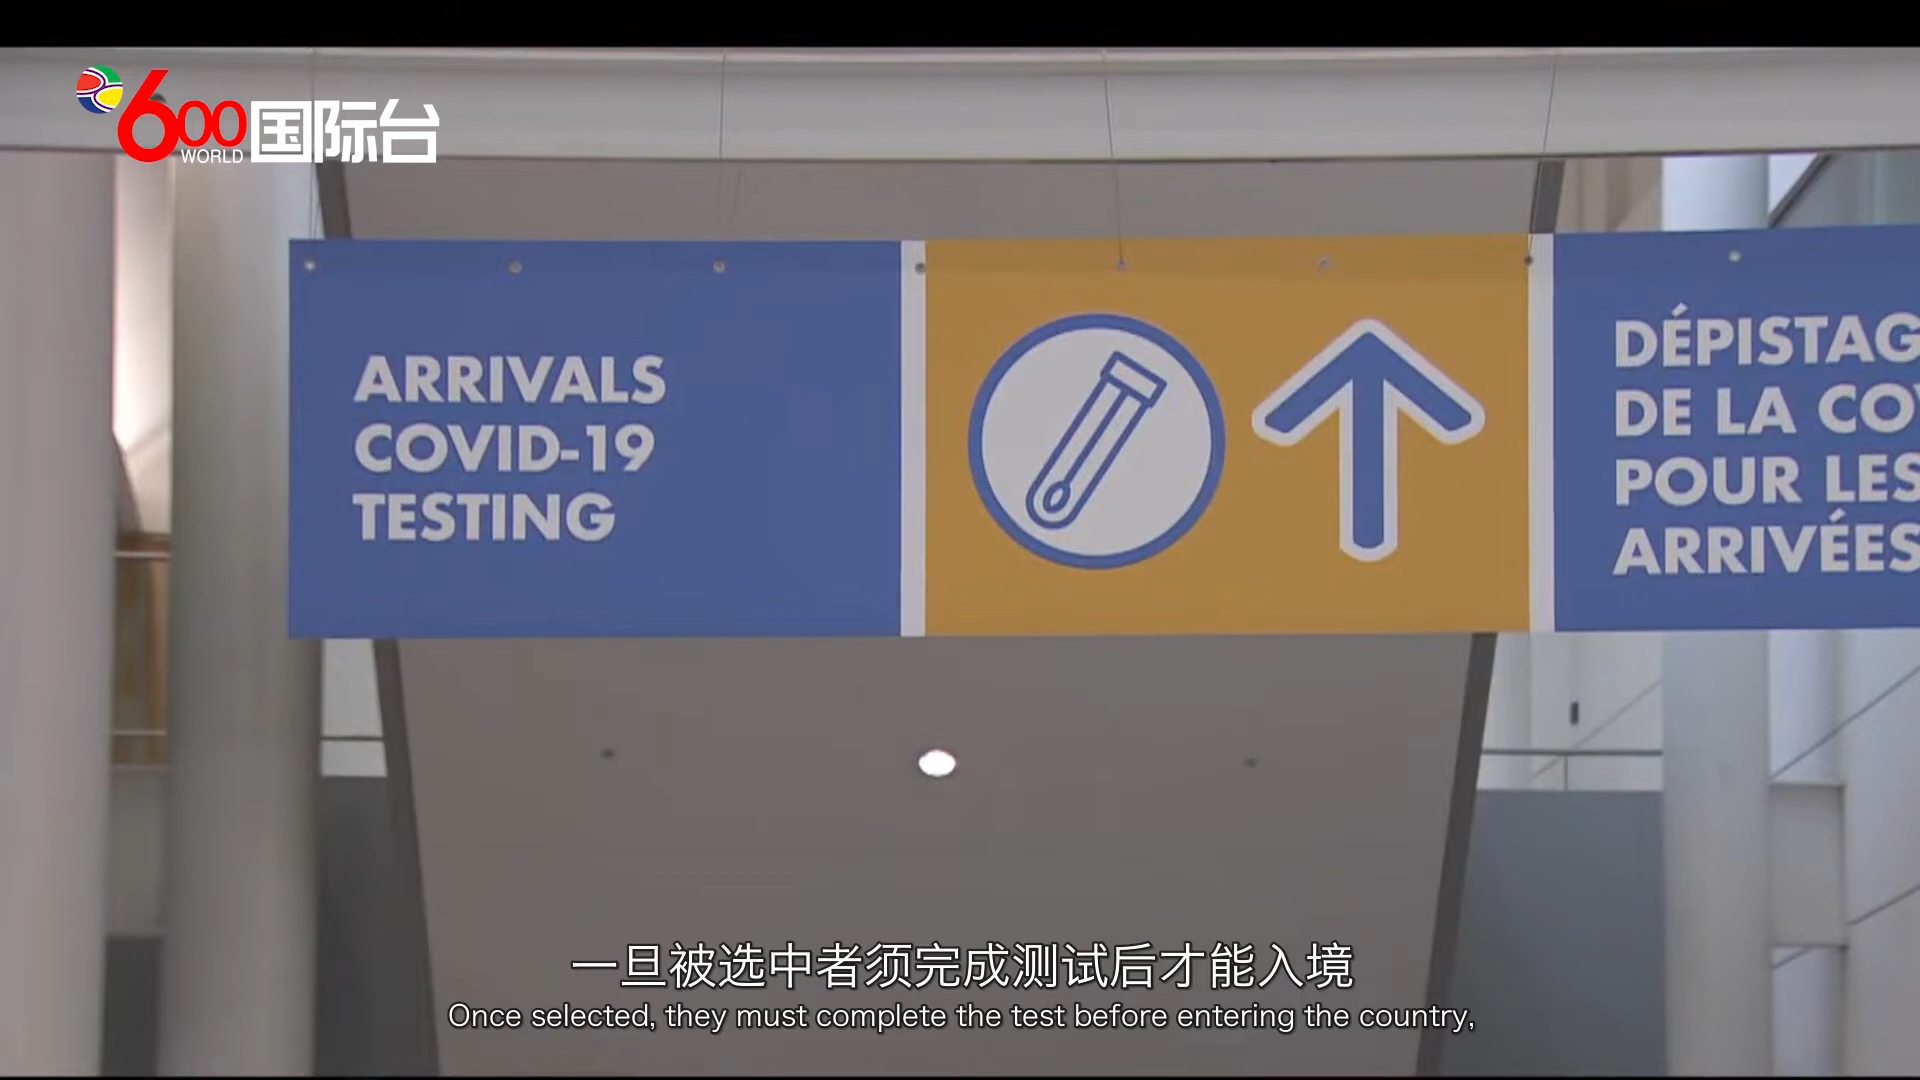 600
WORLD
国际台
ARRIVALS
COVID-19
TESTING
DÉPISTAG
DE LA CO
POUR LES
ARRIVÉES
一旦被选中者须完成测试后才能入境
Once selected, they must complete the test before entering the country,